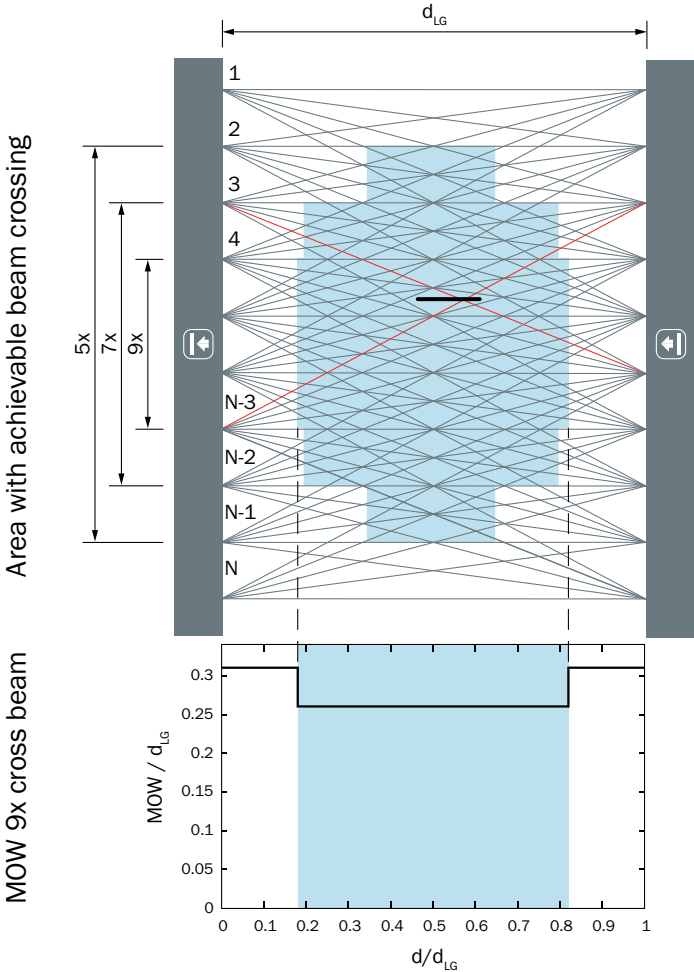 d_LG
1
2
3
4
N-3
N-2
N-1
N
5x
7x
9x
Area with achievable beam crossing
MOW 9x cross beam
MOW / d_LG
0.3
0.25
0.2
0.15
0.1
0.05
0
0 0.1 0.2 0.3 0.4 0.5 0.6 0.7 0.8 0.9 1
d/d_LG